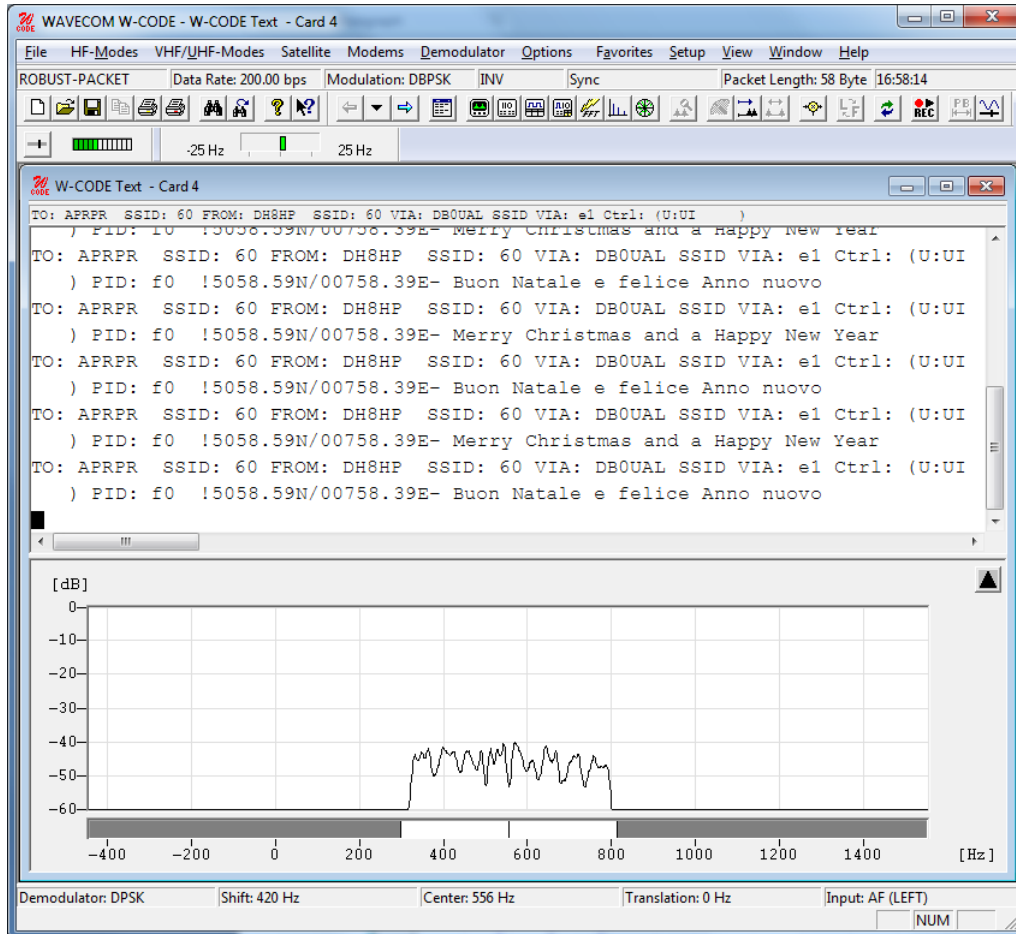 WAVECOM W-CODE - W-CODE Text - Card 4
File HF-Modes VHF/UHF-Modes Satellite Modems Demodulator Options Favorites Setup View Window Help
ROBUST-PACKET Data Rate: 200.00 bps Modulation: DBPSK INV Sync Packet Length: 58 Byte 16:58:14
-25 Hz 25 Hz
W-CODE Text - Card 4
TO: APRPR SSID: 60 FROM: DH8HP SSID: 60 VIA: DB0UAL SSID VIA: e1 Ctrl: (U:UI )
) PID: f0 !5058.59N/00758.39E- Merry Christmas and a Happy New Year
TO: APRPR SSID: 60 FROM: DH8HP SSID: 60 VIA: DB0UAL SSID VIA: e1 Ctrl: (U:UI
) PID: f0 !5058.59N/00758.39E- Buon Natale e felice Anno nuovo
TO: APRPR SSID: 60 FROM: DH8HP SSID: 60 VIA: DB0UAL SSID VIA: e1 Ctrl: (U:UI
) PID: f0 !5058.59N/00758.39E- Merry Christmas and a Happy New Year
TO: APRPR SSID: 60 FROM: DH8HP SSID: 60 VIA: DB0UAL SSID VIA: e1 Ctrl: (U:UI
) PID: f0 !5058.59N/00758.39E- Buon Natale e felice Anno nuovo
TO: APRPR SSID: 60 FROM: DH8HP SSID: 60 VIA: DB0UAL SSID VIA: e1 Ctrl: (U:UI
) PID: f0 !5058.59N/00758.39E- Merry Christmas and a Happy New Year
TO: APRPR SSID: 60 FROM: DH8HP SSID: 60 VIA: DB0UAL SSID VIA: e1 Ctrl: (U:UI
) PID: f0 !5058.59N/00758.39E- Buon Natale e felice Anno nuovo
[dB]
0
-10
-20
-30
-40
-50
-60
-400 -200 0 200 400 600 800 1000 1200 1400 [Hz]
Demodulator: DPSK Shift: 420 Hz Center: 556 Hz Translation: 0 Hz Input: AF (LEFT)
NUM